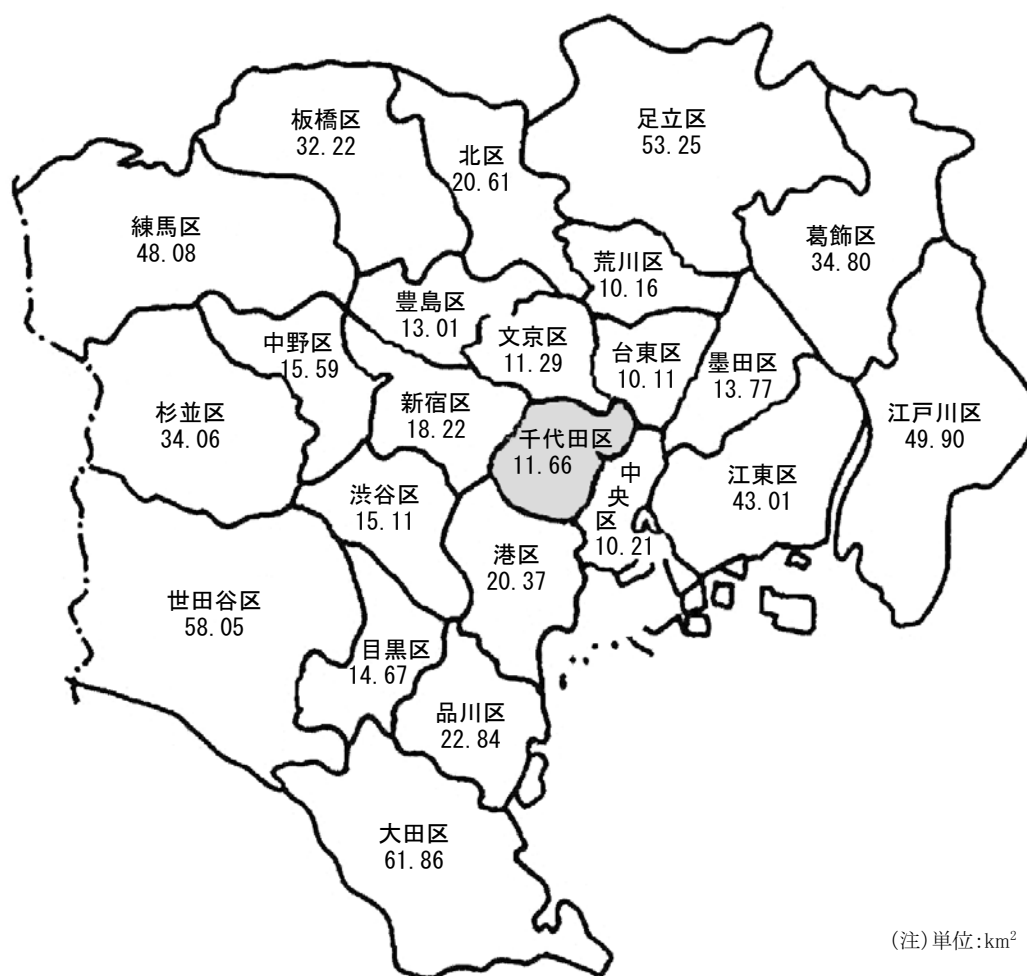 板橋区
32.22
北区
20.61
足立区
53.25
練馬区
48.08
葛飾区
34.80
荒川区
10.16
豊島区
13.01
文京区
11.29
中野区
15.59
台東区
10.11
墨田区
13.77
新宿区
18.22
杉並区
34.06
江戸川区
49.90
千代田区
11.66
中央区
10.21
江東区
43.01
渋谷区
15.11
港区
20.37
世田谷区
58.05
目黒区
14.67
品川区
22.84
大田区
61.86
(注)単位:km²